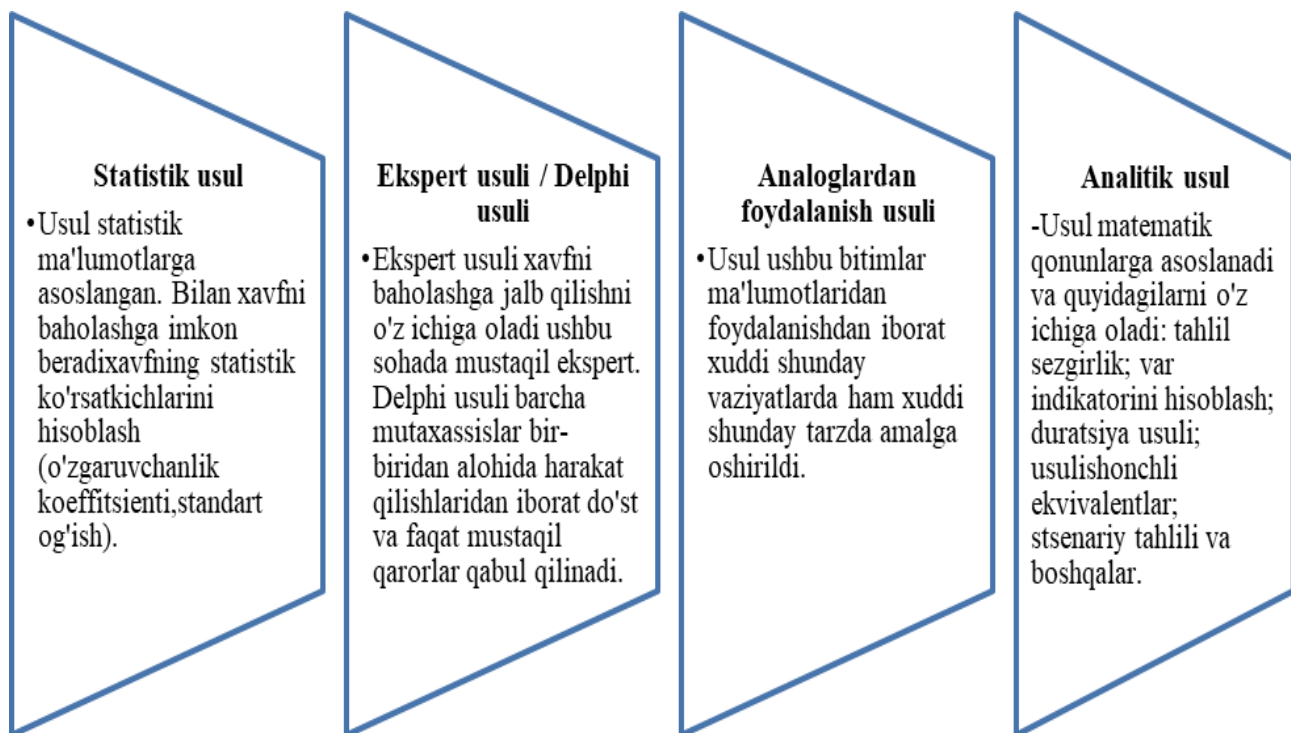 Statistik usul
•Usul statistik
ma'lumotlarga
asoslangan. Bilan xavfni
baholashga imkon
beradixavfning statistik
ko'rsatkichlarini
hisoblash
(o'zgaruvchanlik
koeffitsienti,standart
og'ish).
Ekspert usuli / Delphi
usuli
•Ekspert usuli xavfni
baholashga jalb qilishni
o'z ichiga oladi ushbu
sohada mustaqil ekspert.
Delphi usuli barcha
mutaxassislar bir-
biridan alohida harakat
qilishlaridan iborat do'st
va faqat mustaqil
qarorlar qabul qilinadi.
Analoglardan
foydalanish usuli
•Usul ushbu bitimlar
ma'lumotlaridan
foydalanishdan iborat
xuddi shunday
vaziyatlarda ham xuddi
shunday tarzda amalga
oshirildi.
Analitik usul
-Usul matematik
qonunlarga asoslanadi
va quyidagilarni o'z
ichiga oladi: tahlil
sezgirlik; var
indikatorini hisoblash;
duratsiya usuli;
usulishonchli
ekvivalentlar;
stsenariy tahlili va
boshqalar.